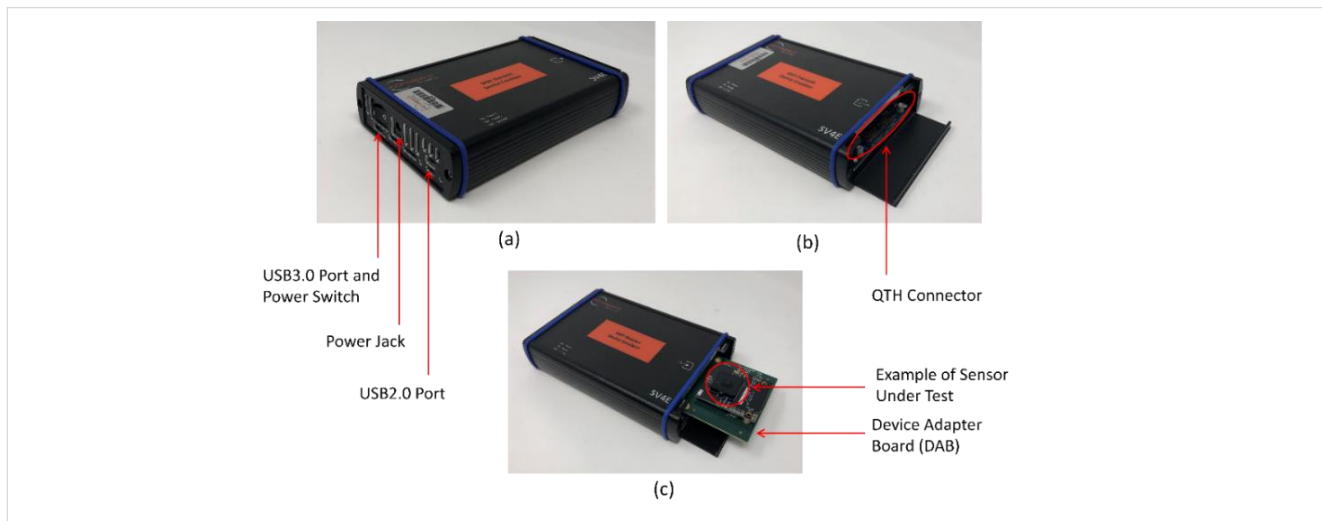 SV4E
SV4E
(a)
(b)
USB3.0 Port and
Power Switch
Power Jack
USB2.0 Port
QTH Connector
SV4E
Example of Sensor
Under Test
Device Adapter
Board (DAB)
(c)